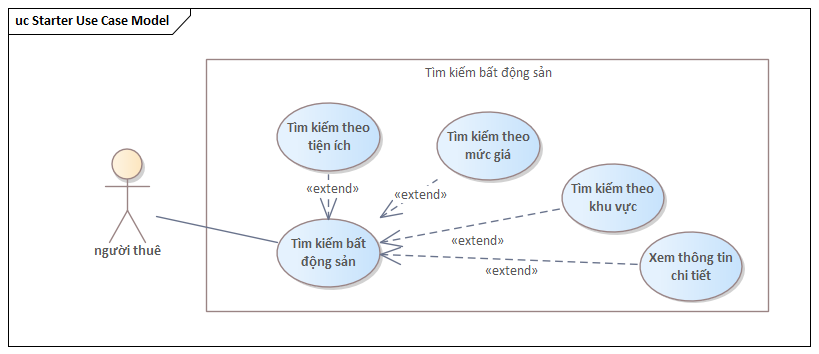 uc Starter Use Case Model
Tìm kiếm bất động sản
Tìm kiếm theo
tiện ích
Tìm kiếm theo
mức giá
«extend»
«extend»
Tìm kiếm theo
khu vực
người thuê
Tìm kiếm bất
động sản
«extend»
«extend»
Xem thông tin
chi tiết